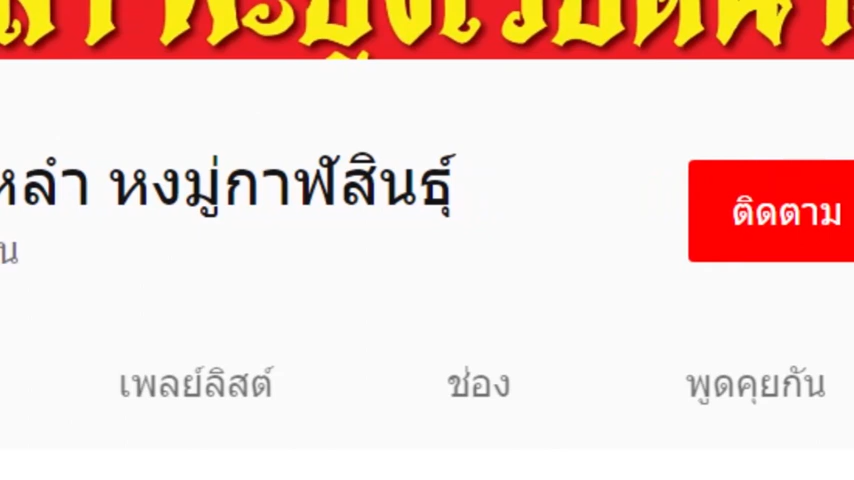 หลำ หงมู่กาฬสินธุ์
ติดตาม
น
เพลย์ลิสต์ ช่อง พูดคุยกัน